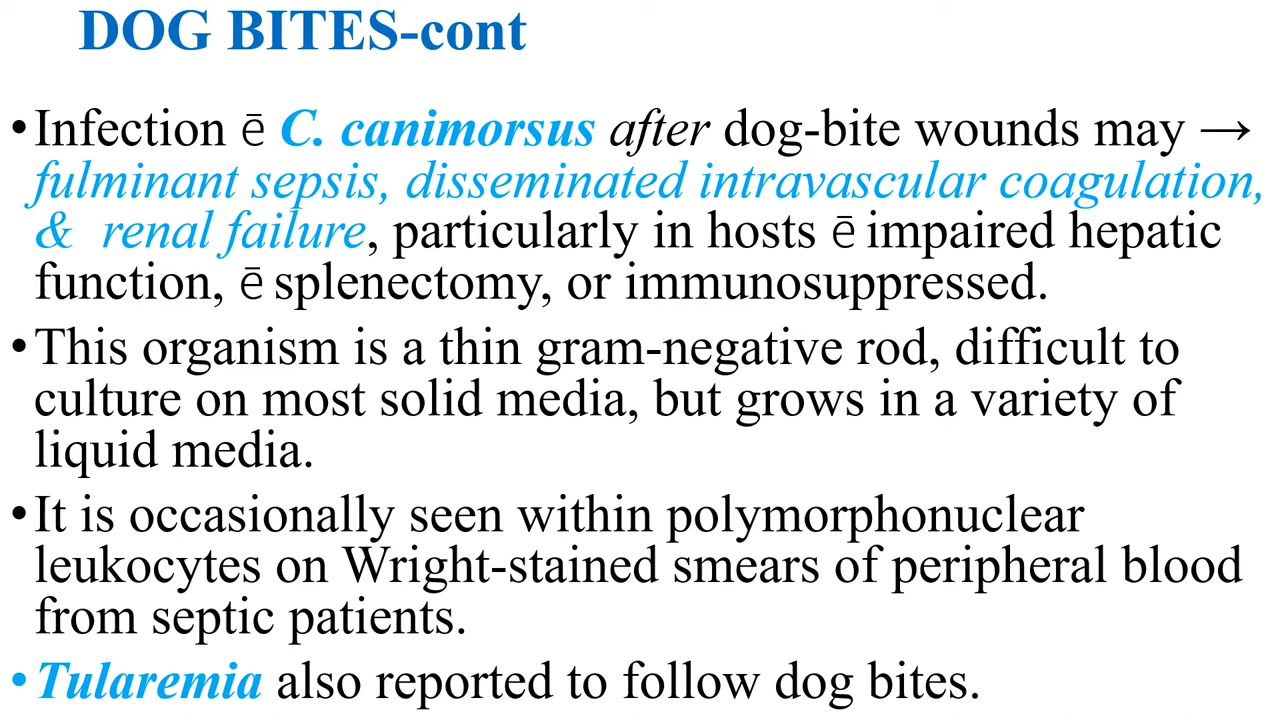 DOG BITES-cont
•Infection ē C. canimorsus after dog-bite wounds may →
fulminant sepsis, disseminated intravascular coagulation,
& renal failure, particularly in hosts ē impaired hepatic
function, ē splenectomy, or immunosuppressed.
•This organism is a thin gram-negative rod, difficult to
culture on most solid media, but grows in a variety of
liquid media.
•It is occasionally seen within polymorphonuclear
leukocytes on Wright-stained smears of peripheral blood
from septic patients.
•Tularemia also reported to follow dog bites.